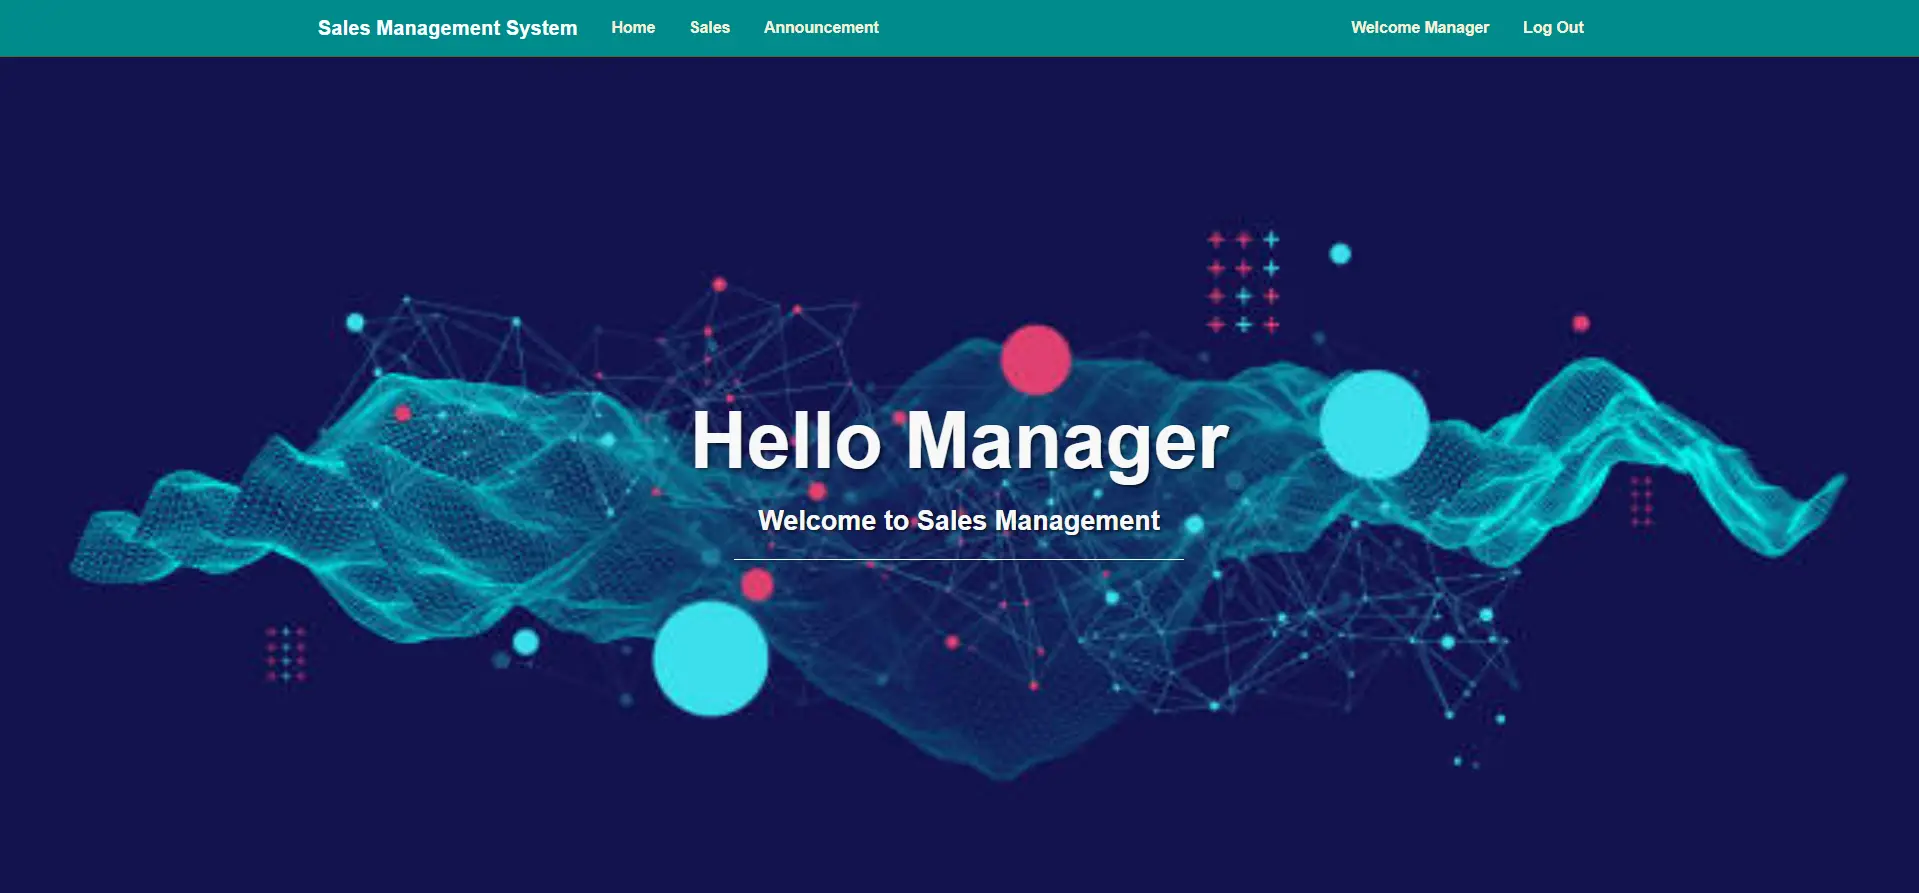 Sales Management System Home Sales Announcement Welcome Manager Log Out
Hello Manager
Welcome to Sales Management